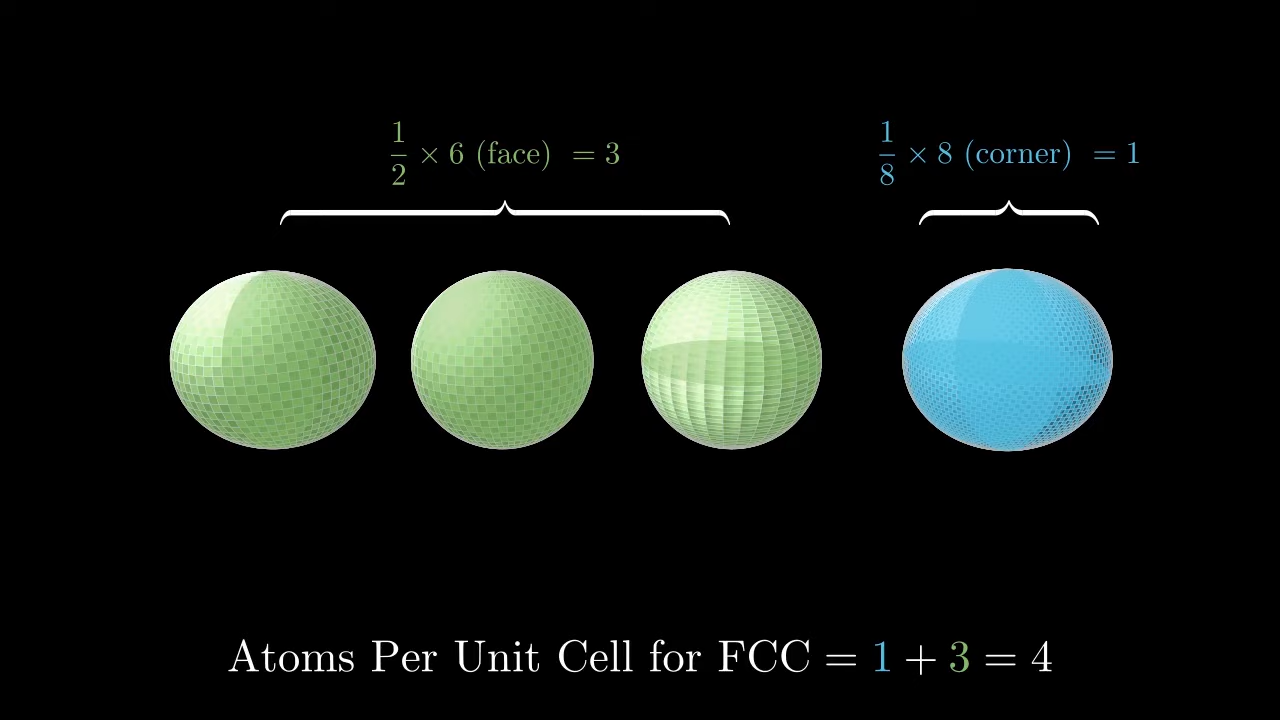 1/2 × 6 (face) = 3
1/8 × 8 (corner) = 1
Atoms Per Unit Cell for FCC = 1 + 3 = 4